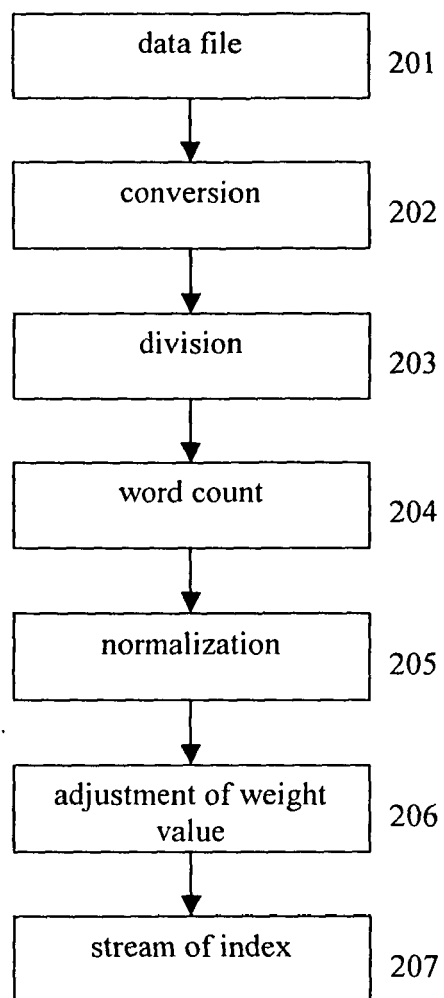 data file
201
conversion
202
division
203
word count
204
normalization
205
adjustment of weight
value
206
stream of index
207